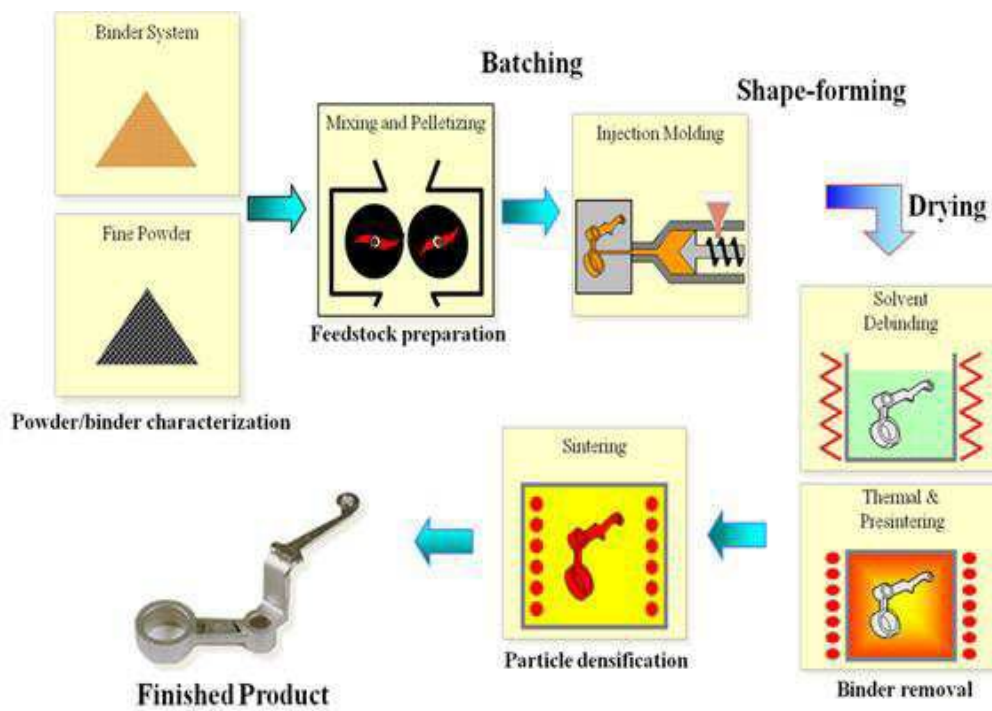 Binder System
Batching
Shape-forming
Mixing and Pelletizing
Injection Molding
Drying
Fine Powder
Feedstock preparation
Solvent
Debinding
Powder/binder characterization
Sintering
Thermal &
Presintering
Particle densification
Binder removal
Finished Product